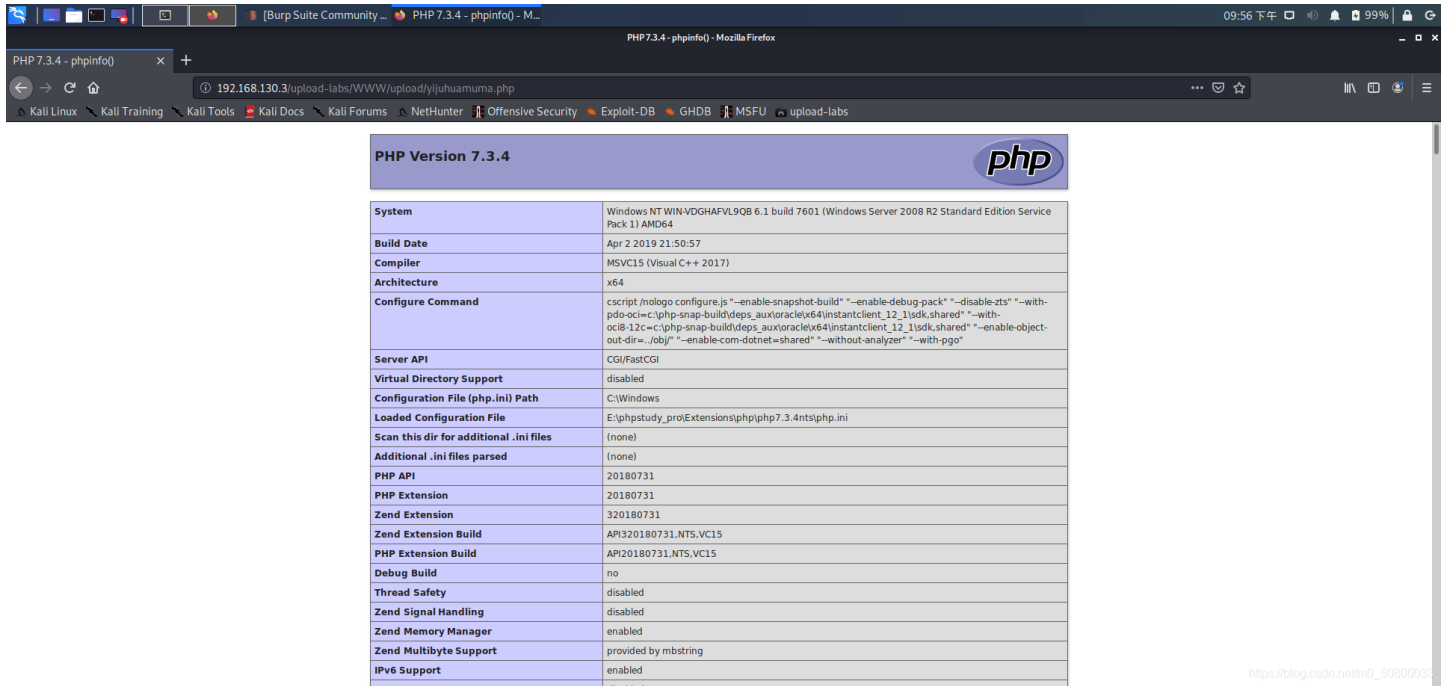 [Burp Suite Community ... PHP 7.3.4 - phpinfo() - M... 09:56 下午 99%
PHP 7.3.4 - phpinfo() - Mozilla Firefox
PHP 7.3.4 - phpinfo()
192.168.130.3/upload-labs/WWW/upload/yijuhuamuma.php
Kali Linux Kali Training Kali Tools Kali Docs Kali Forums NetHunter Offensive Security Exploit-DB GHDB MSFU upload-labs
PHP Version 7.3.4 php
System Windows NT WIN-VDGHAFVL9QB 6.1 build 7601 (Windows Server 2008 R2 Standard Edition Service
Pack 1) AMD64
Build Date Apr 2 2019 21:50:57
Compiler MSVC15 (Visual C++ 2017)
Architecture x64
Configure Command cscript /nologo configure.js "--enable-snapshot-build" "--enable-debug-pack" "--disable-zts" "--with-
pdo-oci=c:\php-snap-build\deps_aux\oracle\x64\instantclient_12_1\sdk,shared" "--with-
oci8-12c=c:\php-snap-build\deps_aux\oracle\x64\instantclient_12_1\sdk,shared" "--enable-object-
out-dir=../obj/" "--enable-com-dotnet=shared" "--without-analyzer" "--with-pgo"
Server API CGI/FastCGI
Virtual Directory Support disabled
Configuration File (php.ini) Path C:\Windows
Loaded Configuration File E:\phpstudy_pro\Extensions\php\php7.3.4nts\php.ini
Scan this dir for additional .ini files (none)
Additional .ini files parsed (none)
PHP API 20180731
PHP Extension 20180731
Zend Extension 320180731
Zend Extension Build API320180731,NTS,VC15
PHP Extension Build API20180731,NTS,VC15
Debug Build no
Thread Safety disabled
Zend Signal Handling disabled
Zend Memory Manager enabled
Zend Multibyte Support provided by mbstring
IPv6 Support enabled
https://blog.csdn.net/m0_50800033